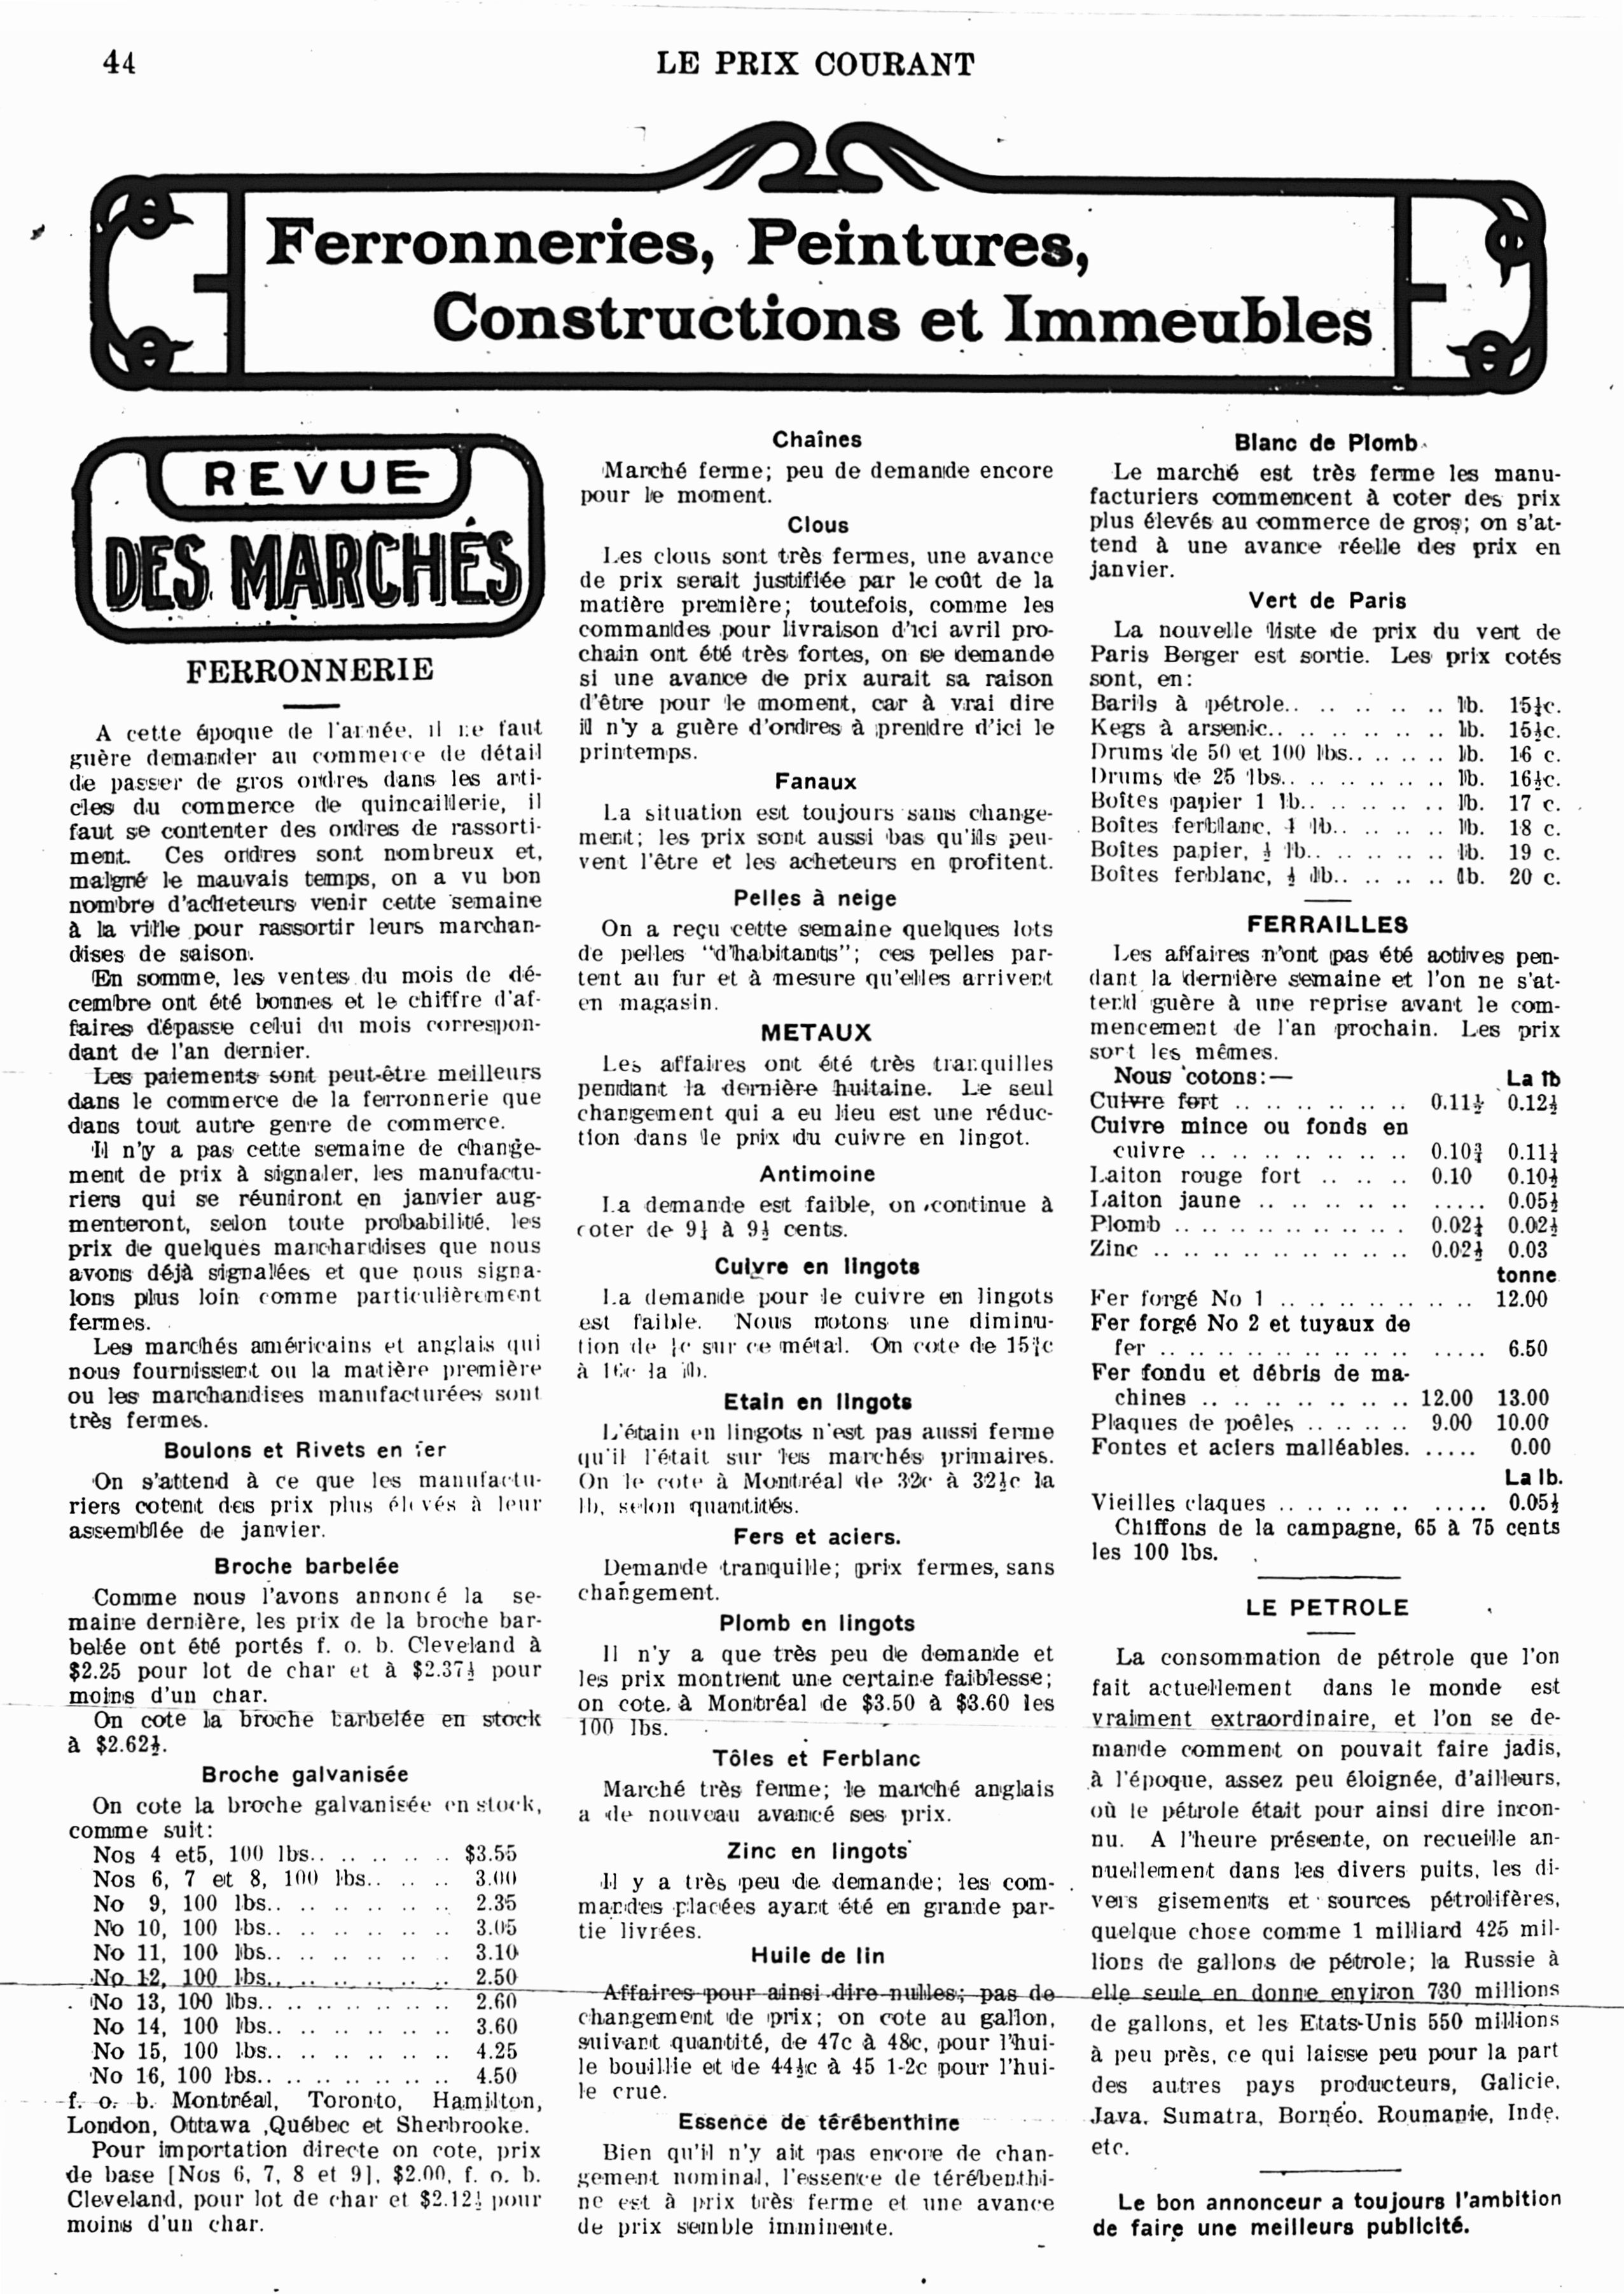 44
LE PRIX COURANT
Ferronneries, Peintures,
Constructions et Immeubles
REVUE
DES MARCHÉS
FERRONNERIE
A cette époque de l'année, il ne faut
guère demander au commerce de détail
de passer de gros ordres dans les arti-
cles du commerce de quincaillerie, il
faut se contenter des ordres de rassorti-
ment. Ces ordres sont nombreux et,
malgré le mauvais temps, on a vu bon
nombre d'acheteurs venir cette semaine
à la ville pour rassortir leurs marchan-
dises de saison.
En somme, les ventes du mois de dé-
cembre ont été bonnes et le chiffre d'af-
faires dépasse celui du mois correspon-
dant de l'an dernier.
Les paiements sont peut-être meilleurs
dans le commerce de la ferronnerie que
dans tout autre genre de commerce.
Il n'y a pas cette semaine de change-
ment de prix à signaler, les manufactu-
riers qui se réuniront en janvier aug-
menteront, selon toute probabilité, les
prix de quelques marchandises que nous
avons déjà signallées et que nous signa-
lons plus loin comme particulièrement
fermes.
Les marchés américains et anglais qui
nous fournissient ou la matière première
ou les marchandises manufacturées sont
très fermes.
Boulons et Rivets en fer
On s'attend à ce que les manufactu-
riers cotent des prix plus élevés à leur
assemblée de janvier.
Broche barbelée
Comme nous l'avons annoncé la se-
maine dernière, les prix de la broche bar-
belée ont été portés f. o. b. Cleveland à
$2.25 pour lot de char et à $2.37½ pour
moins d'un char.
On cote la broche barbelée en stock
à $2.62½.
Broche galvanisée
On cote la broche galvanisée en stock,
comme suit:
Nos 4 et5, 100 lbs.. .. .. .. .. $3.55
Nos 6, 7 et 8, 100 lbs.. .. .. 3.00
No 9, 100 lbs.. .. .. .. .. .. .. 2.35
No 10, 100 lbs.. .. .. .. .. .. .. 3.05
No 11, 100 lbs.. .. .. .. .. .. .. 3.10
No 12, 100 lbs.. .. .. .. .. .. .. 2.50
No 13, 100 lbs.. .. .. .. .. .. .. 2.60
No 14, 100 lbs.. .. .. .. .. .. .. 3.60
No 15, 100 lbs.. .. .. .. .. .. .. 4.25
No 16, 100 lbs.. .. .. .. .. .. .. 4.50
f. o. b. Montréal, Toronto, Hamilton,
London, Ottawa ,Québec et Sherbrooke.
Pour importation directe on cote, prix
de base [Nos 6, 7, 8 et 9], $2.00, f. o. b.
Cleveland, pour lot de char et $2.12½ pour
moins d'un char.
Chaînes
Marché ferme; peu de demande encore
pour le moment.
Clous
Les clous sont très fermes, une avance
de prix serait justifiée par le coût de la
matière première; toutefois, comme les
commandes pour livraison d'ici avril pro-
chain ont été très fortes, on se demande
si une avance de prix aurait sa raison
d'être pour le moment, car à vrai dire
il n'y a guère d'ordres à prendre d'ici le
printemps.
Fanaux
La situation est toujours sans change-
ment; les prix sont aussi bas qu'ils peu-
vent l'être et les acheteurs en profitent.
Pelles à neige
On a reçu cette semaine quelques lots
de pelles "d'habitants"; ces pelles par-
tent au fur et à mesure qu'elles arrivent
en magasin.
METAUX
Les affaires ont été très tranquilles
pendant la dernière huitaine. Le seul
changement qui a eu lieu est une réduc-
tion dans le prix du cuivre en lingot.
Antimoine
La demande est faible, on continue à
coter de à 9½ cents.
Cuivre en lingots
La demande pour le cuivre en lingots
est faible. Nous notons une diminu-
tion de sur ce métal. On cote de
à 16c la lb.
Etain en lingots
L'étain en lingots n'est pas aussi ferme
qu'il l'était sur les marchés primaires.
On le cote à Montréal de 32c à 32½c la
lb, selon quantités.
Fers et aciers.
Demande tranquille; prix fermes, sans
changement.
Plomb en lingots
Il n'y a que très peu de demande et
les prix montrent une certaine faiblesse;
on cote à Montréal de $3.50 à $3.60 les
100 lbs.
Tôles et Ferblanc
Marché très ferme; le marché anglais
a de nouveau avancé ses prix.
Zinc en lingots
Il y a très peu de demande; les com-
mandes placées ayant été en grande par-
tie livrées.
Huile de lin
Affaires pour ainsi dire nulles; pas de
changement de prix; on cote au gallon,
suivant quantité, de 47c à 48c, pour l'hui-
le bouillie et de 44½c à 45 1-2c pour l'hui-
le crue.
Essence de térébenthine
Bien qu'il n'y ait pas encore de chan-
gement nominal, l'essence de térébenthi-
ne est à prix très ferme et une avance
de prix semble imminente.
Blanc de Plomb
Le marché est très ferme les manu-
facturiers commencent à coter des prix
plus élevés au commerce de gros; on s'at-
tend à une avance réelle des prix en
janvier.
Vert de Paris
La nouvelle liste de prix du vert de
Paris Berger est sortie. Les prix cotés
sont, en:
Barils à pétrole.. .. .. .. .. .. lb.
Kegs à arsenic.. .. .. .. .. .. .. lb. 15½c.
Drums de 50 et 100 lbs.. .. .. .. lb. 16 c.
Drums de 25 lbs.. .. .. .. .. .. lb. 16½c.
Boîtes papier 1 lb.. .. .. .. .. lb. 17 c.
Boîtes ferblanc, 1 lb.. .. .. .. lb. 18 c.
Boîtes papier, ½ lb.. .. .. .. .. lb. 19 c.
Boîtes ferblanc, ½ lb.. .. .. .. lb. 20 c.
FERRAILLES
Les affaires n'ont pas été actives pen-
dant la dernière semaine et l'on ne s'at-
tend guère à une reprise avant le com-
mencement de l'an prochain. Les prix
sont les mêmes.
Nous cotons:— La lb
Cuivre fort .. .. .. .. .. .. .. 0.11½ 0.12½
Cuivre mince ou fonds en
cuivre .. .. .. .. .. .. .. .. 0.10¾
Laiton rouge fort .. .. .. 0.10 0.10½
Laiton jaune .. .. .. .. .. .. ..... 0.05½
Plomb .. .. .. .. .. .. .. .. .. 0.02½
Zinc .. .. .. .. .. .. .. .. .. .. 0.02½ 0.03
tonne
Fer forgé No 1 .. .. .. .. .. .. .. 12.00
Fer forgé No 2 et tuyaux de
fer .. .. .. .. .. .. .. .. .. ..... 6.50
Fer fondu et débris de ma-
chines .. .. .. .. .. .. .. .. 12.00 13.00
Plaques de poêles .. .. .. .. 9.00 10.00
Fontes et aciers malléables. ..... 0.00
La lb.
Vieilles claques .. .. .. .. .. ..... 0.05½
Chiffons de la campagne, 65 à 75 cents
les 100 lbs.
LE PETROLE
La consommation de pétrole que l'on
fait actuellement dans le monde est
vraiment extraordinaire, et l'on se de-
mande comment on pouvait faire jadis,
à l'époque, assez peu éloignée, d'ailleurs,
où le pétrole était pour ainsi dire incon-
nu. A l'heure présente, on recueille an-
nuellement dans les divers puits, les di-
vers gisements et sources pétrolifères,
quelque chose comme 1 milliard 425 mil-
lions de gallons de pétrole; la Russie à
elle seule en donne environ 730 millions
de gallons, et les Etats-Unis 550 millions
à peu près, ce qui laisse peu pour la part
des autres pays producteurs, Galicie,
Java, Sumatra, Bornéo, Roumanie, Inde,
etc.
Le bon annonceur a toujours l'ambition
de faire une meilleurs publicité.